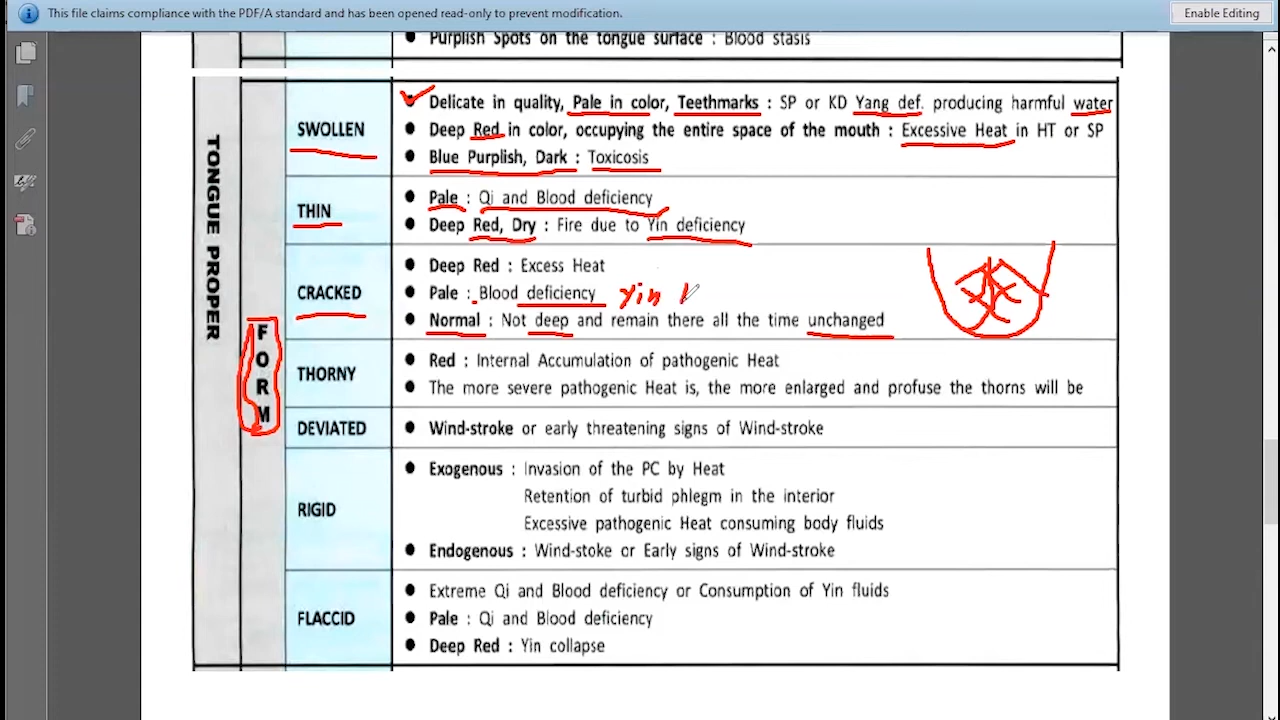 This file claims compliance with the PDF/A standard and has been opened read-only to prevent modification.
Enable Editing
• Purplish Spots on the tongue surface : Blood stasis
TONGUE PROPER
FORM
SWOLLEN
• Delicate in quality, Pale in color, Teethmarks : SP or KD Yang def. producing harmful water
• Deep Red in color, occupying the entire space of the mouth : Excessive Heat in HT or SP
• Blue Purplish, Dark : Toxicosis
THIN
• Pale : Qi and Blood deficiency
• Deep Red, Dry : Fire due to Yin deficiency
CRACKED
• Deep Red : Excess Heat
• Pale : Blood deficiency Yin
• Normal : Not deep and remain there all the time unchanged
THORNY
• Red : Internal Accumulation of pathogenic Heat
• The more severe pathogenic Heat is, the more enlarged and profuse the thorns will be
DEVIATED
• Wind-stroke or early threatening signs of Wind-stroke
RIGID
• Exogenous : Invasion of the PC by Heat
Retention of turbid phlegm in the interior
Excessive pathogenic Heat consuming body fluids
• Endogenous : Wind-stoke or Early signs of Wind-stroke
FLACCID
• Extreme Qi and Blood deficiency or Consumption of Yin fluids
• Pale : Qi and Blood deficiency
• Deep Red : Yin collapse